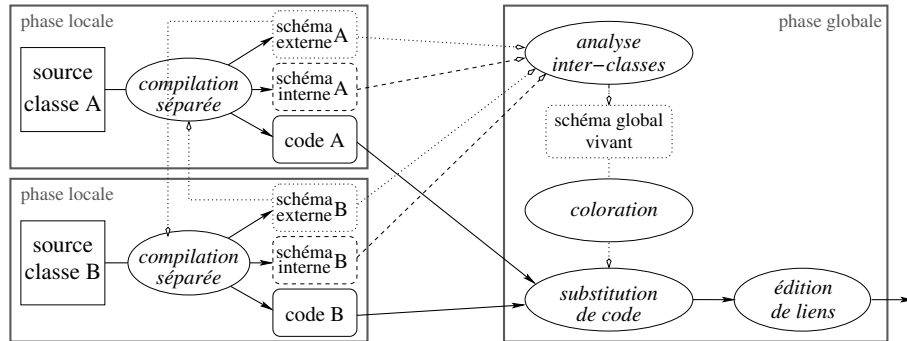 phase locale
source
classe A
compilation
séparée
schéma
externe A
schéma
interne A
code A
phase locale
source
classe B
compilation
séparée
schéma
externe B
schéma
interne B
code B
phase globale
analyse
inter-classes
schéma global
vivant
coloration
substitution
de code
édition
de liens